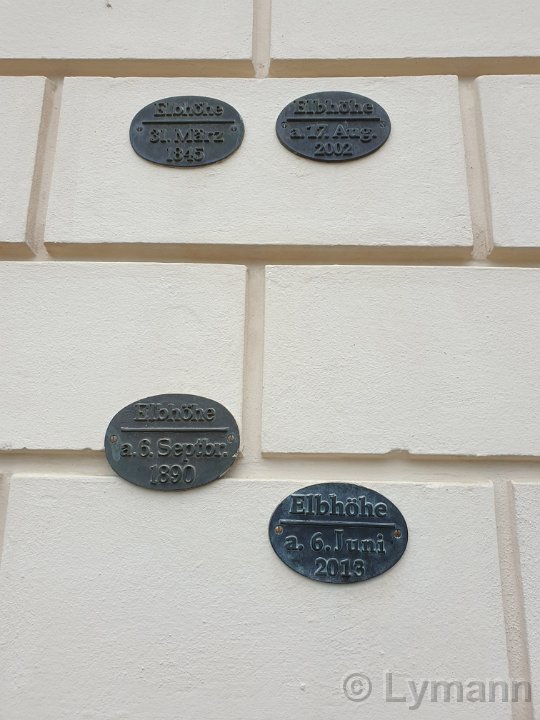 Elbhöhe
31. März
1845
Elbhöhe
a. 17. Aug.
2002
Elbhöhe
a. 6. Septbr.
1890
Elbhöhe
a. 6. Juni
2013
© Lymann